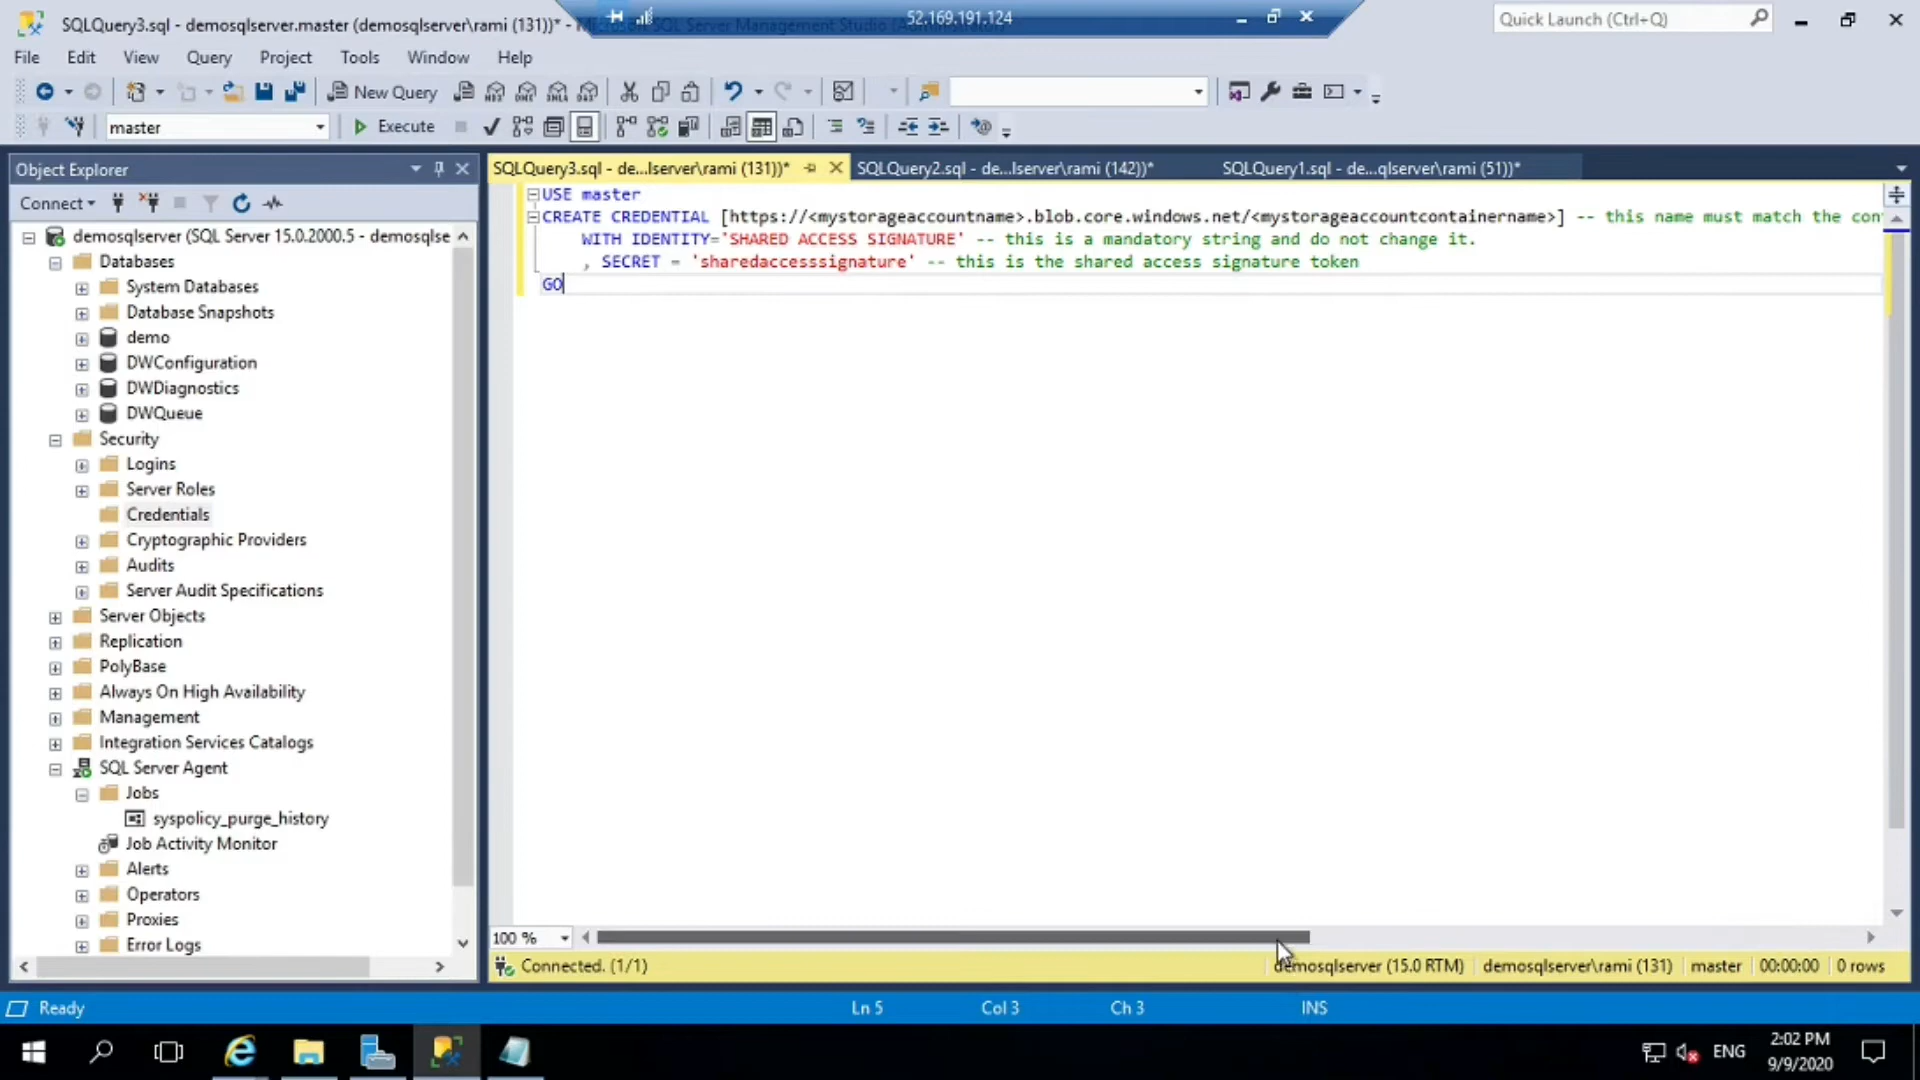 SQLQuery3.sql - demosqlserver.master (demosqlserver\rami (131))* - Microsoft SQL Server Management Studio (Administrator)
52.169.191.124
Quick Launch (Ctrl+Q)
File Edit View Query Project Tools Window Help
New Query
master
Execute
Object Explorer
SQLQuery3.sql - de...lserver\rami (131))*
SQLQuery2.sql - de...lserver\rami (142))*
SQLQuery1.sql - de...qlserver\rami (51))*
Connect
demosqlserver (SQL Server 15.0.2000.5 - demosqlse
Databases
System Databases
Database Snapshots
demo
DWConfiguration
DWDiagnostics
DWQueue
Security
Logins
Server Roles
Credentials
Cryptographic Providers
Audits
Server Audit Specifications
Server Objects
Replication
PolyBase
Always On High Availability
Management
Integration Services Catalogs
SQL Server Agent
Jobs
syspolicy_purge_history
Job Activity Monitor
Alerts
Operators
Proxies
Error Logs
USE master
CREATE CREDENTIAL [https://<mystorageaccountname>.blob.core.windows.net/<mystorageaccountcontainername>] -- this name must match the con
WITH IDENTITY='SHARED ACCESS SIGNATURE' -- this is a mandatory string and do not change it.
, SECRET = 'sharedaccesssignature' -- this is the shared access signature token
GO
100 %
Connected. (1/1)
demosqlserver (15.0 RTM)
demosqlserver\rami (131)
master
00:00:00
0 rows
Ready
Ln 5
Col 3
Ch 3
INS
ENG
2:02 PM
9/9/2020